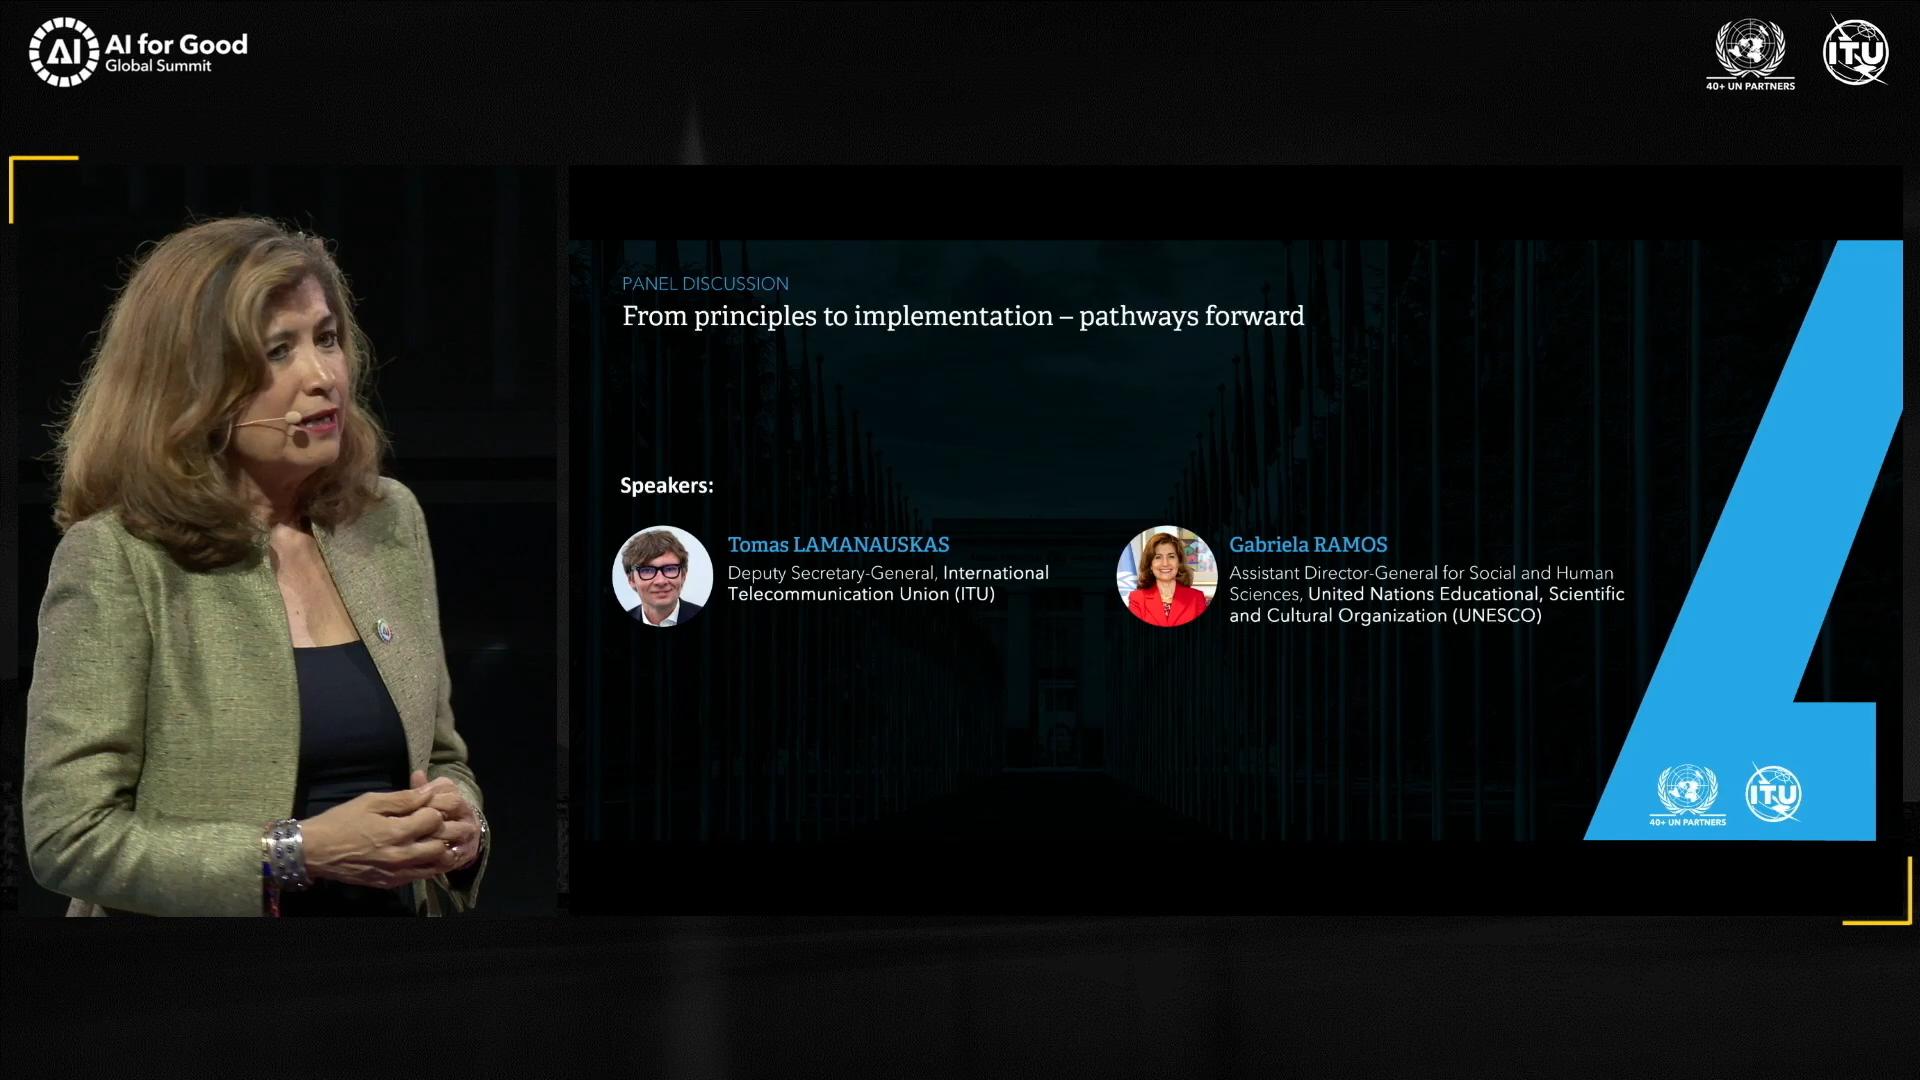 AI
AI for Good
Global Summit
40+ UN PARTNERS
ITU
PANEL DISCUSSION
From principles to implementation – pathways forward
Speakers:
Tomas LAMANAUSKAS
Deputy Secretary-General, International
Telecommunication Union (ITU)
Gabriela RAMOS
Assistant Director-General for Social and Human
Sciences, United Nations Educational, Scientific
and Cultural Organization (UNESCO)
40+ UN PARTNERS
ITU